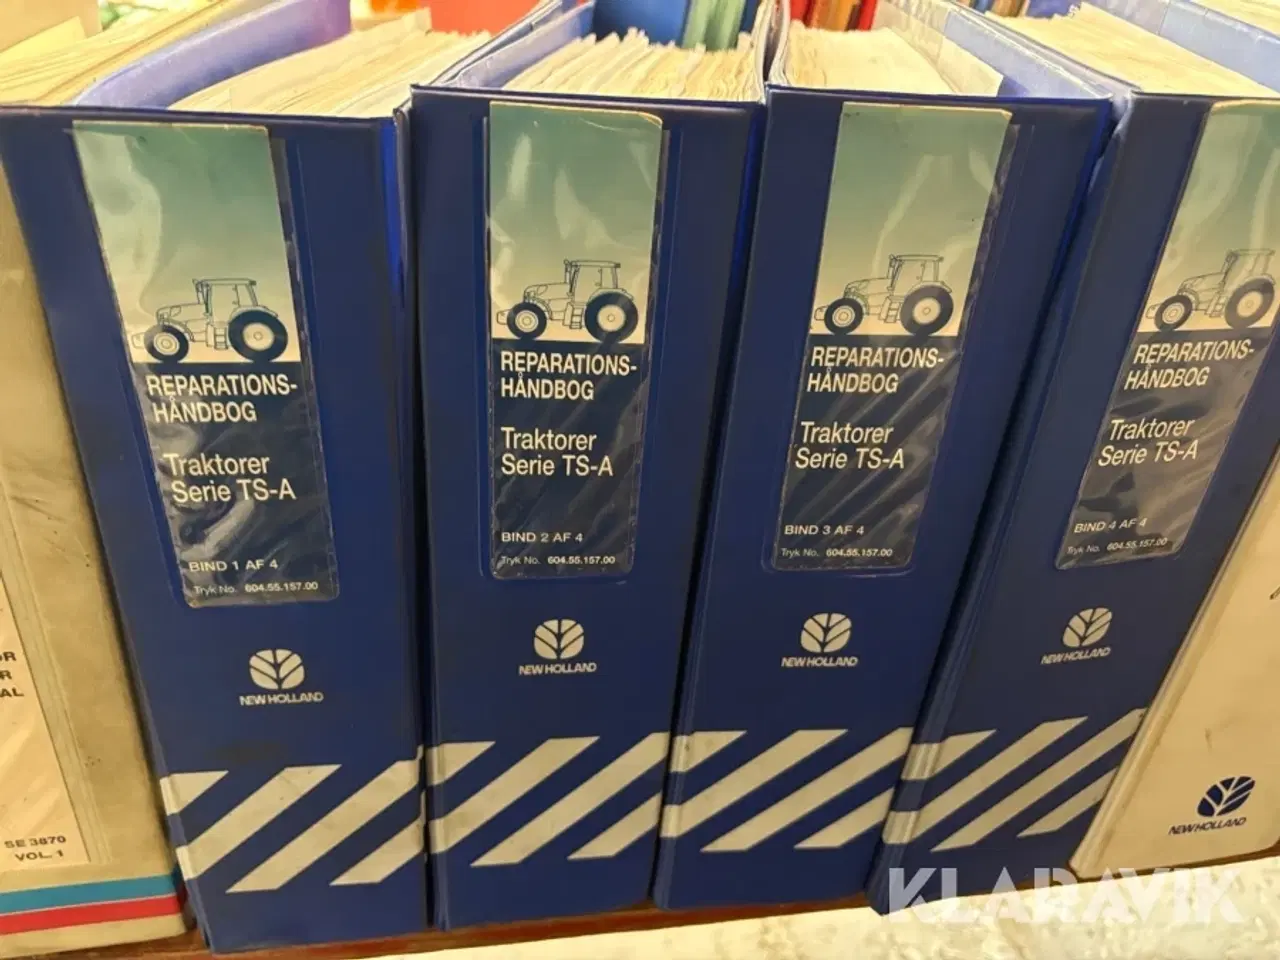 REPARATIONS-
HÅNDBOG
Traktorer
Serie TS-A
BIND 1 AF 4
Tryk No. 604.55.157.00
NEW HOLLAND
REPARATIONS-
HÅNDBOG
Traktorer
Serie TS-A
BIND 2 AF 4
Tryk No. 604.55.157.00
NEW HOLLAND
REPARATIONS-
HÅNDBOG
Traktorer
Serie TS-A
BIND 3 AF 4
Tryk No. 604.55.157.00
NEW HOLLAND
REPARATIONS-
HÅNDBOG
Traktorer
Serie TS-A
BIND 4 AF 4
Tryk No. 604.55.157.00
NEW HOLLAND
SE 3870
VOL. 1
NEW HOLLAND
KLARAVIK